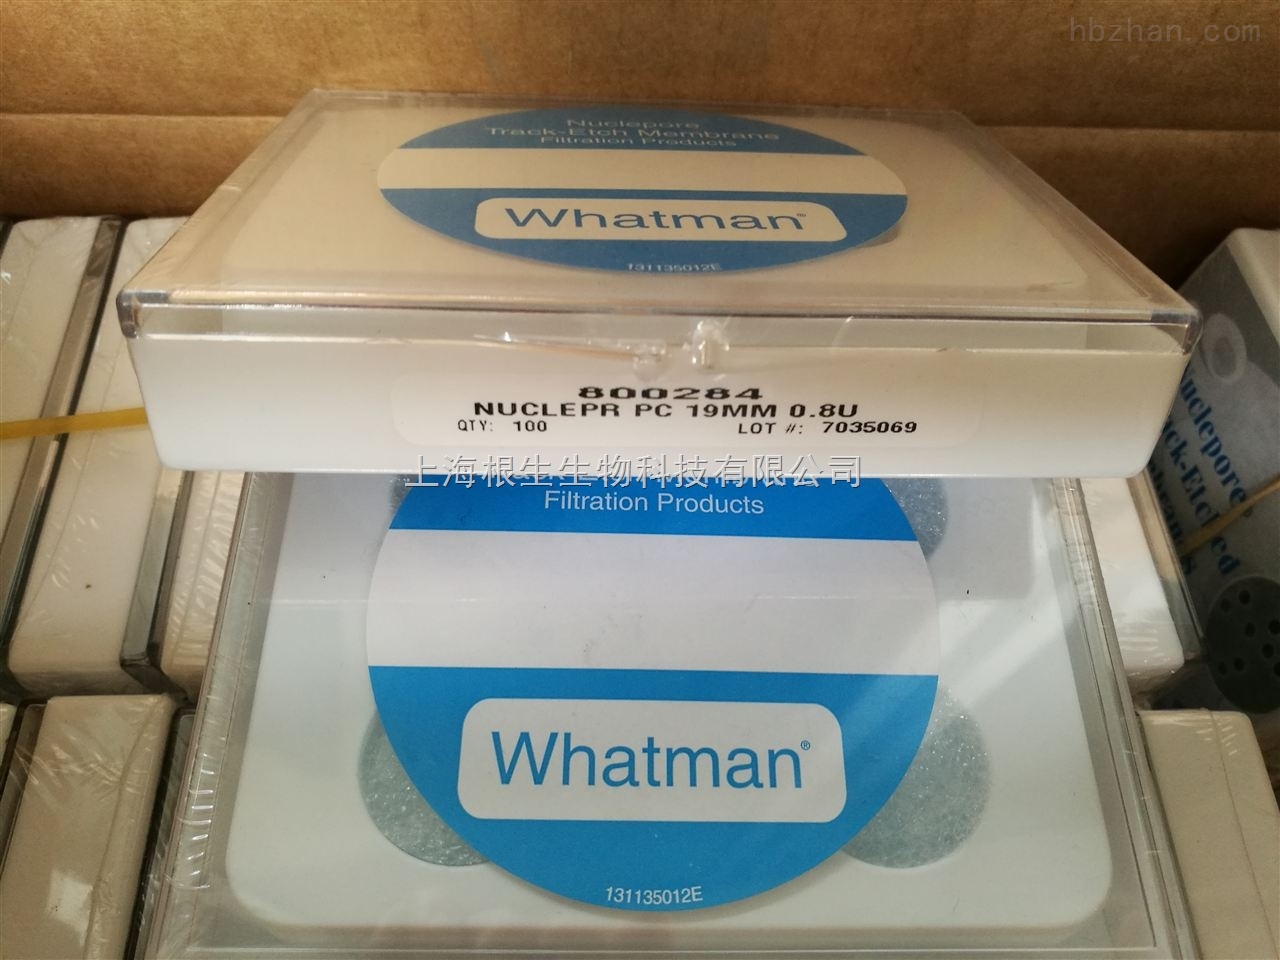 hbzhan.com
Nuclepore
Track-Etch Membrane
Filtration Products
Whatman®
131135012E
800284
NUCLEPR PC 19MM 0.8U
QTY: 100 LOT #: 7035069
上海根生生物科技有限公司
Filtration Products
Whatman®
131135012E
Nuclepore®
Track-Etched
Membranes